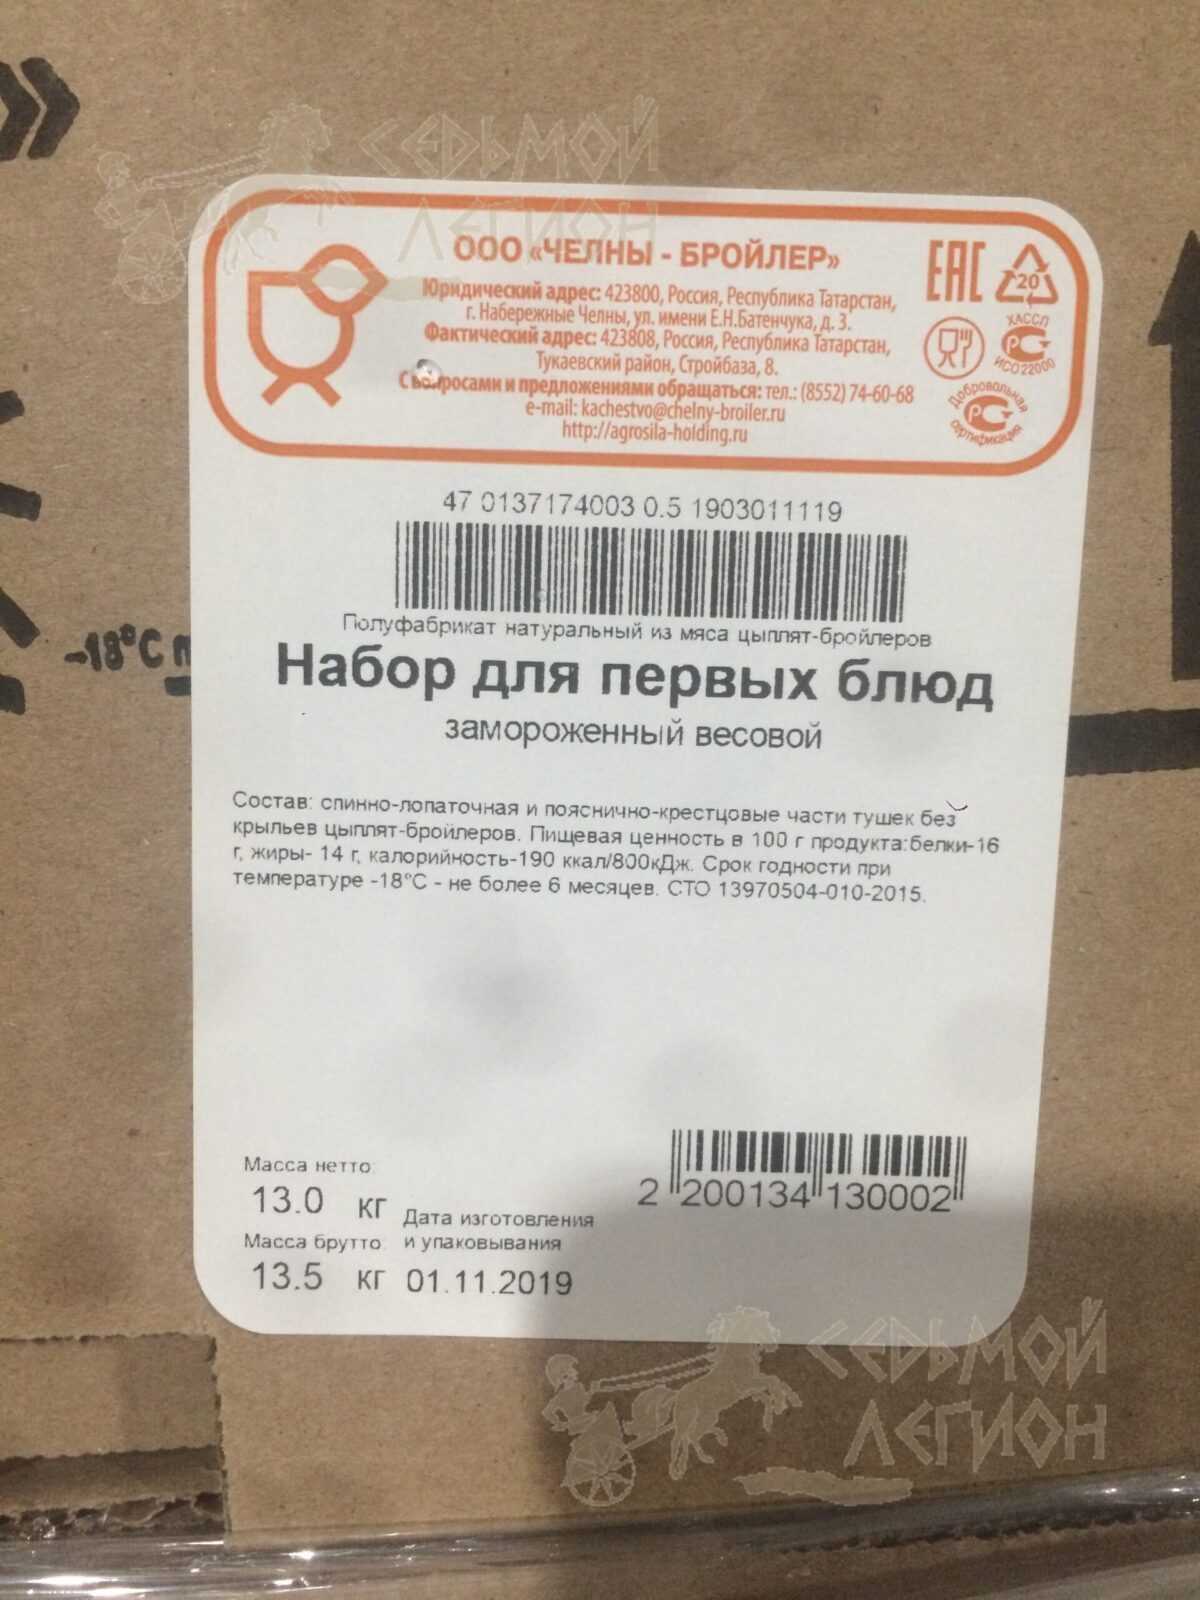 »
СЕДЬМОЙ
ЛЕГИОН
ООО «ЧЕЛНЫ - БРОЙЛЕР»
Юридический адрес: 423800, Россия, Республика Татарстан,
г. Набережные Челны, ул. имени Е.Н.Батенчука, д. 3.
Фактический адрес: 423808, Россия, Республика Татарстан,
Тукаевский район, Стройбаза, 8.
С вопросами и предложениями обращаться: тел.: (8552) 74-60-68
e-mail: kachestvo@chelny-broiler.ru
http://agrosila-holding.ru
ЕАС
20
ХАССП
РС
ИСО 22000
Добровольная
РС
сертификация
47 0137174003 0.5 1903011119
Полуфабрикат натуральный из мяса цыплят-бройлеров
Набор для первых блюд
замороженный весовой
-18°С п
Состав: спинно-лопаточная и пояснично-крестцовые части тушек без
крыльев цыплят-бройлеров. Пищевая ценность в 100 г продукта:белки-16
г, жиры- 14 г, калорийность-190 ккал/800кДж. Срок годности при
температуре -18°С - не более 6 месяцев. СТО 13970504-010-2015.
Масса нетто:
13.0 кг
Масса брутто:
13.5 кг
Дата изготовления
и упаковывания
01.11.2019
2 200134 130002
СЕДЬМОЙ
ЛЕГИОН